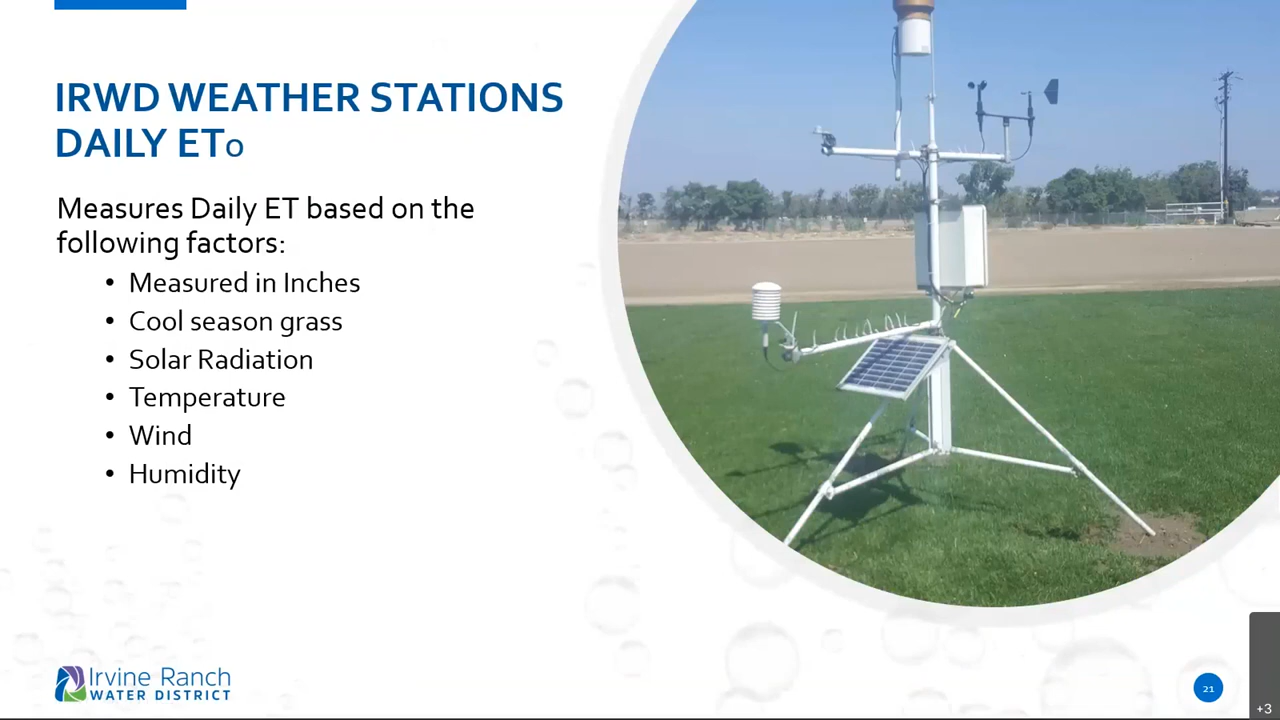 IRWD WEATHER STATIONS
DAILY ETo
Measures Daily ET based on the
following factors:
• Measured in Inches
• Cool season grass
• Solar Radiation
• Temperature
• Wind
• Humidity
Irvine Ranch
WATER DISTRICT
21
+3